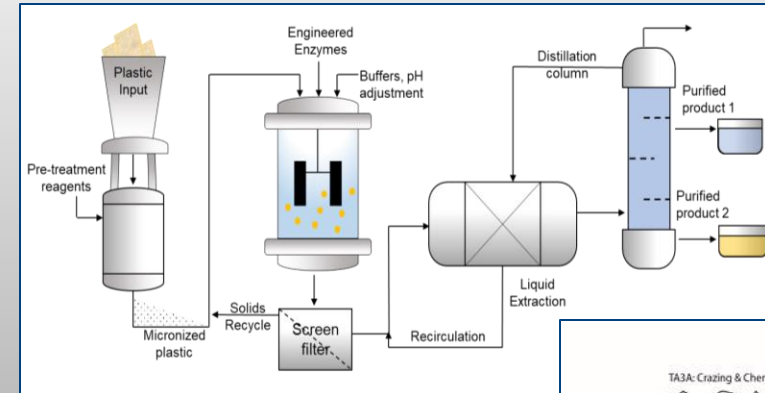 Plastic
Input
Pre-treatment
reagents
Micronized
plastic
Engineered
Enzymes
Buffers, pH
adjustment
Solids
Recycle
Screen
filter
Recirculation
Liquid
Extraction
Distillation
column
Purified
product 1
Purified
product 2
TA3A: Crazing &